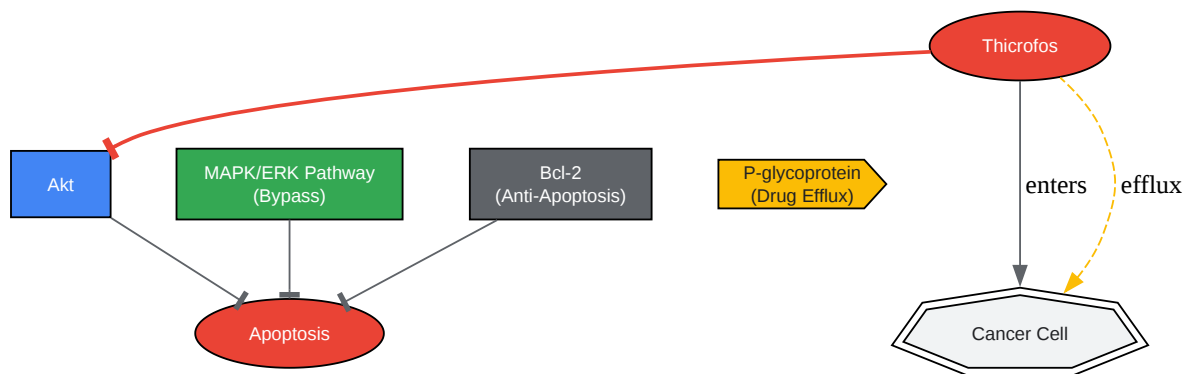 Thicrofos
Akt
MAPK/ERK Pathway
(Bypass)
Bcl-2
(Anti-Apoptosis)
P-glycoprotein
(Drug Efflux)
enters
efflux
Apoptosis
Cancer Cell